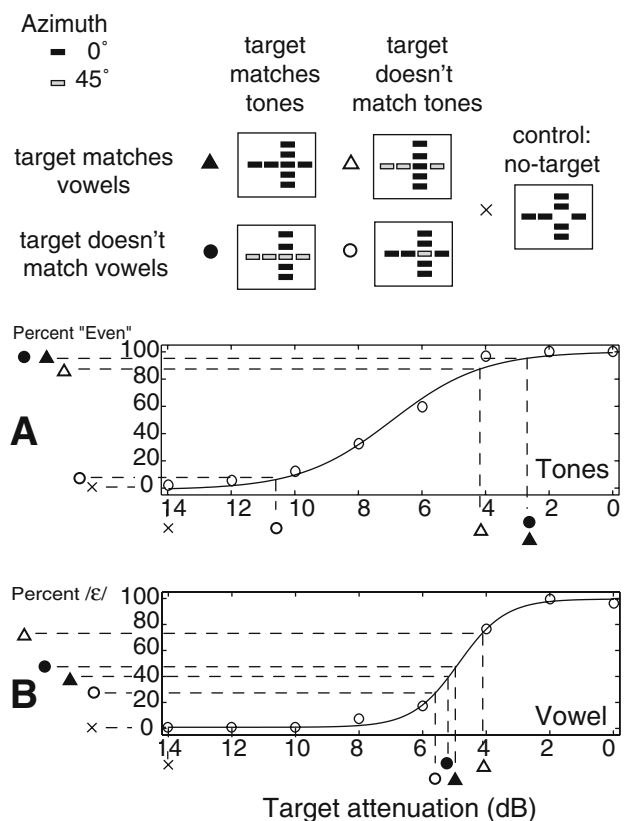 Azimuth
0°
45°
target matches tones
target doesn't match tones
control: no-target
target matches vowels
target doesn't match vowels
Percent "Even"
A
100
80
60
40
20
0
Tones
14 12 10 8 6 4 2 0
Percent /ε/
B
100
80
60
40
20
0
Vowel
14 12 10 8 6 4 2 0
Target attenuation (dB)